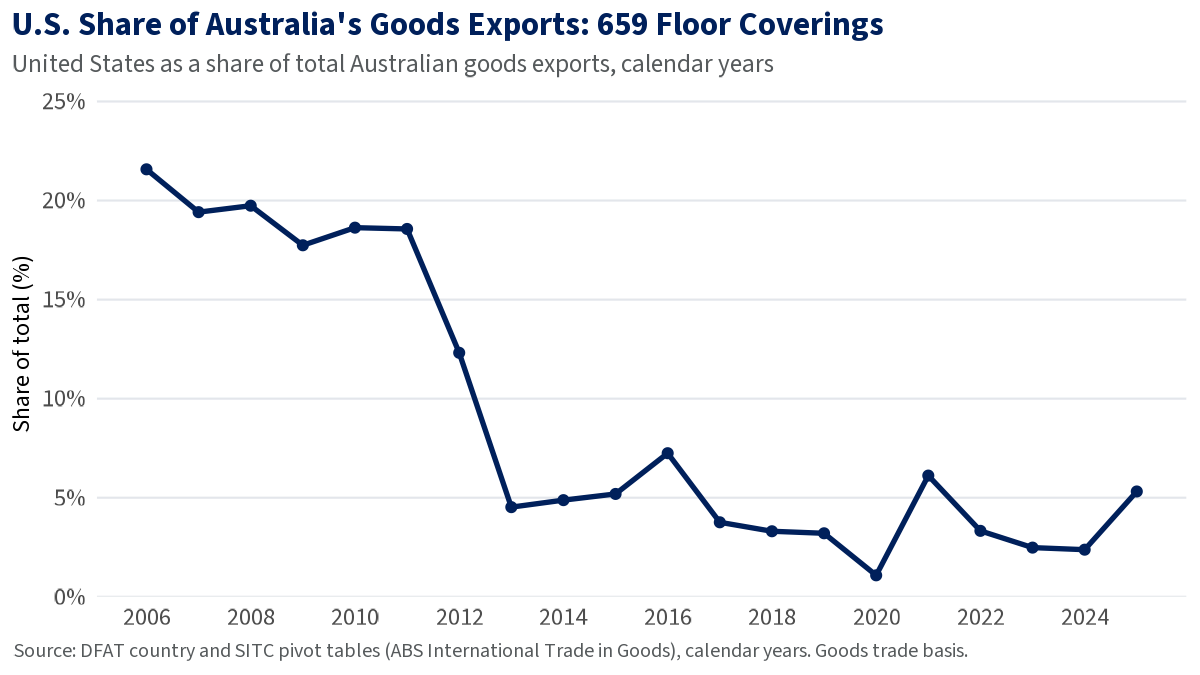 U.S. Share of Australia's Goods Exports: 659 Floor Coverings
United States as a share of total Australian goods exports, calendar years
25%
20%
15%
10%
5%
0%
Share of total (%)
2006 2008 2010 2012 2014 2016 2018 2020 2022 2024
Source: DFAT country and SITC pivot tables (ABS International Trade in Goods), calendar years. Goods trade basis.